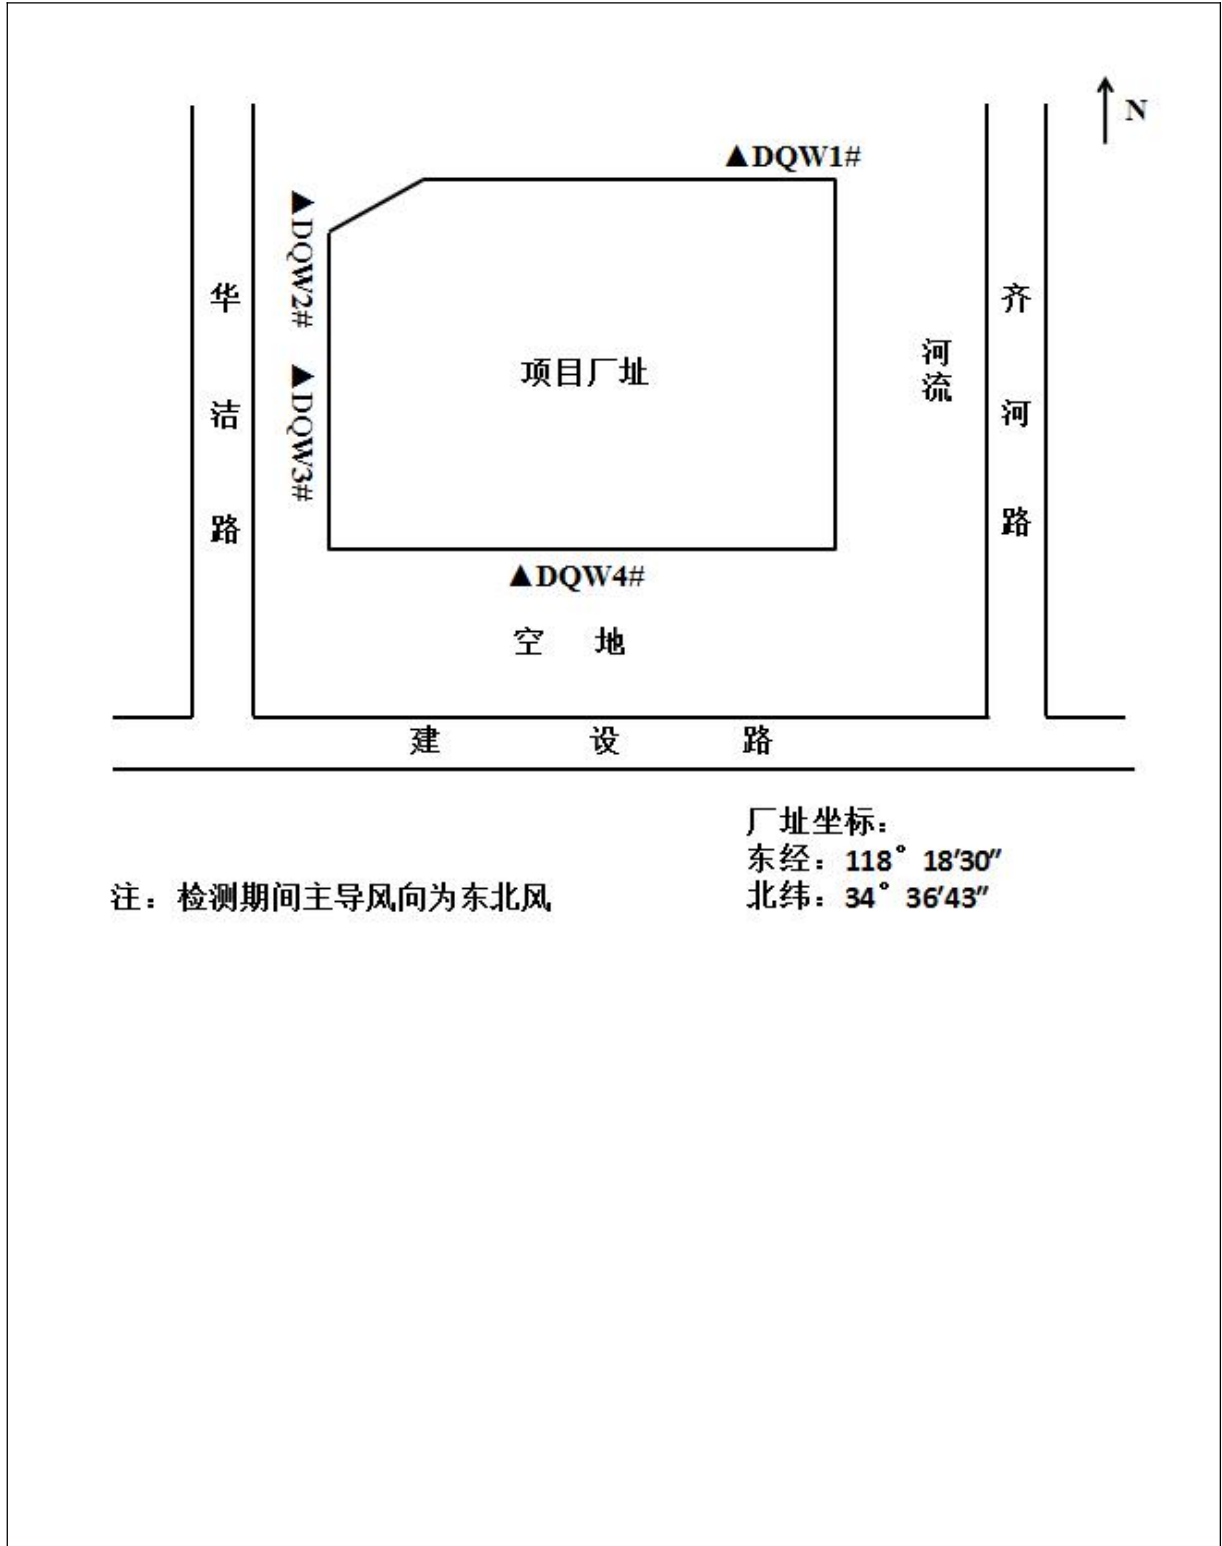 N
▲DQW1#
▲DQW2#
▲DQW3#
华洁路
项目厂址
河流
齐河路
▲DQW4#
空 地
建 设 路
厂址坐标：
东经：118°18′30″
北纬：34°36′43″
注：检测期间主导风向为东北风